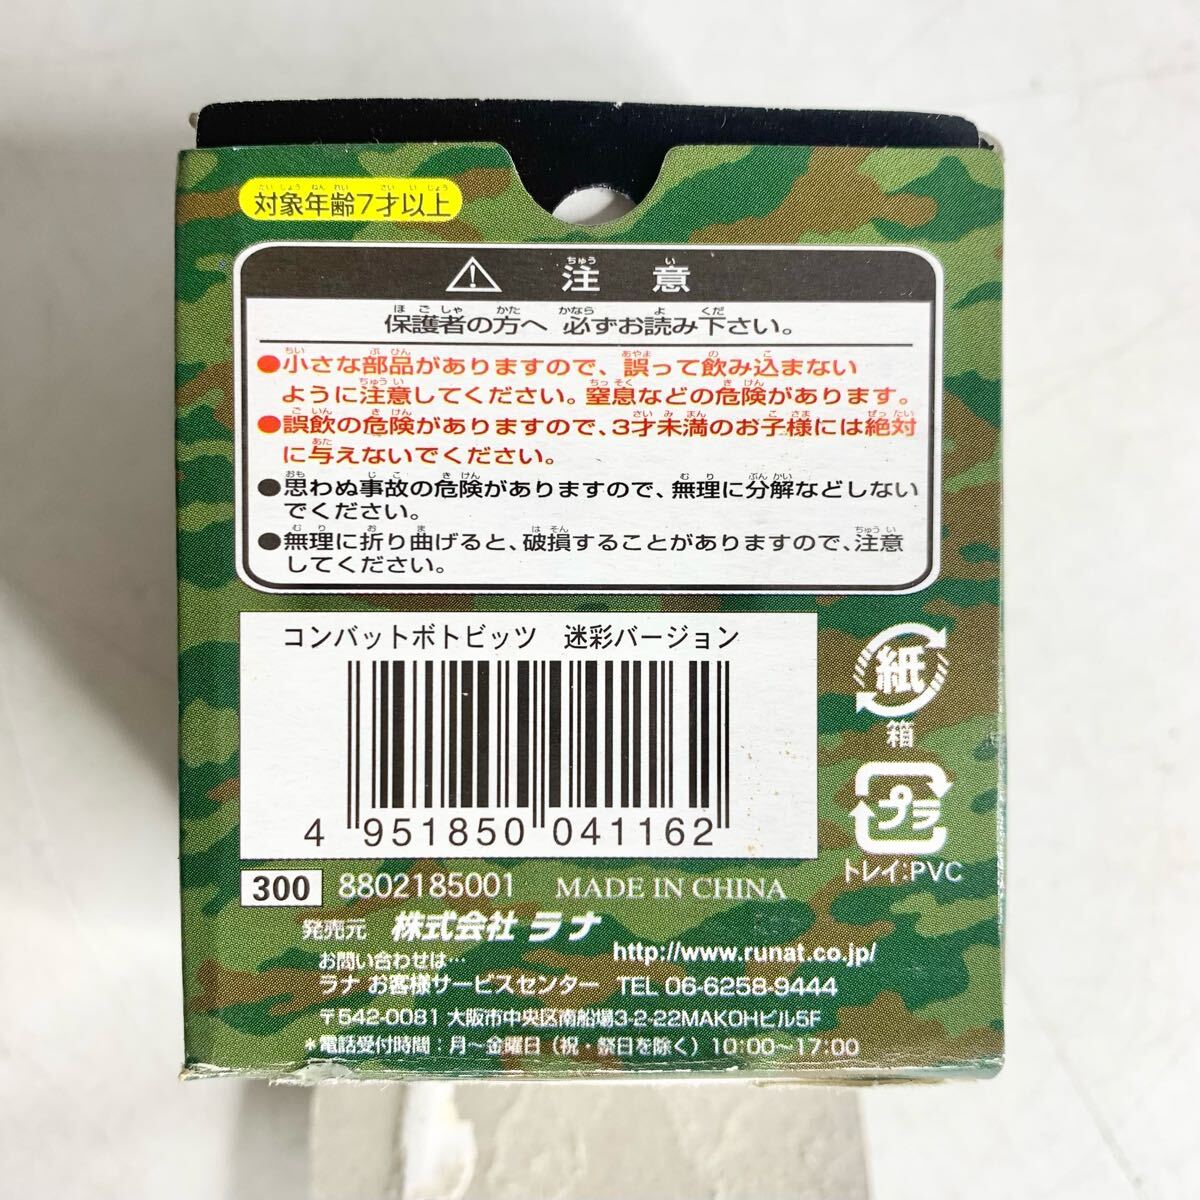 対象年齢7才以上
注意
保護者の方へ 必ずお読み下さい。
●小さな部品がありますので、誤って飲み込まない
ように注意してください。窒息などの危険があります。
●誤飲の危険がありますので、3才未満のお子様には絶対
に与えないでください。
●思わぬ事故の危険がありますので、無理に分解などしない
でください。
●無理に折り曲げると、破損することがありますので、注意
してください。
コンバットボトビッツ 迷彩バージョン
4 951850 041162
紙
箱
プラ
トレイ:PVC
300 8802185001 MADE IN CHINA
発売元 株式会社 ラナ
http://www.runat.co.jp/
お問い合わせは…
ラナ お客様サービスセンター TEL 06-6258-9444
〒542-0081 大阪市中央区南船場3-2-22MAKOHビル5F
*電話受付時間:月〜金曜日(祝・祭日を除く)10:00〜17:00